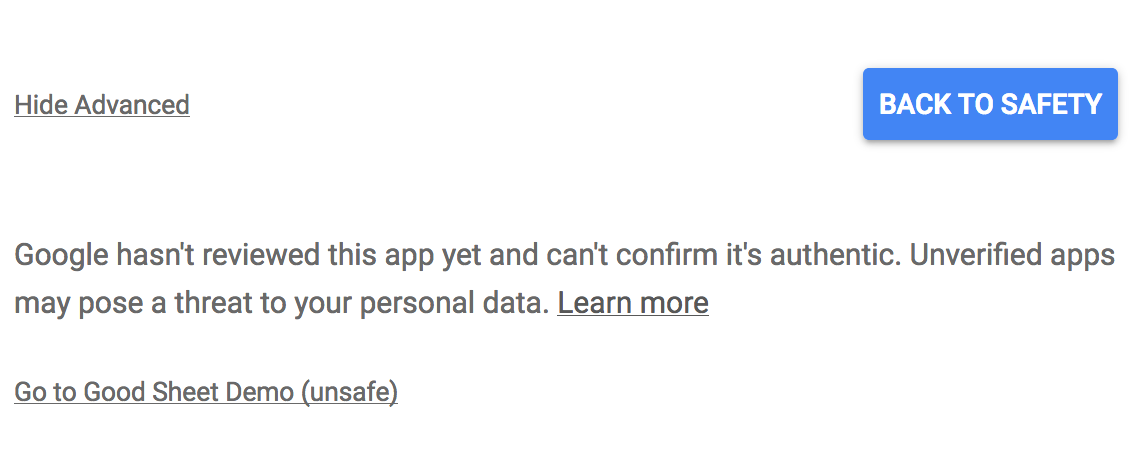 Hide Advanced
BACK TO SAFETY
Google hasn't reviewed this app yet and can't confirm it's authentic. Unverified apps
may pose a threat to your personal data. Learn more
Go to Good Sheet Demo (unsafe)